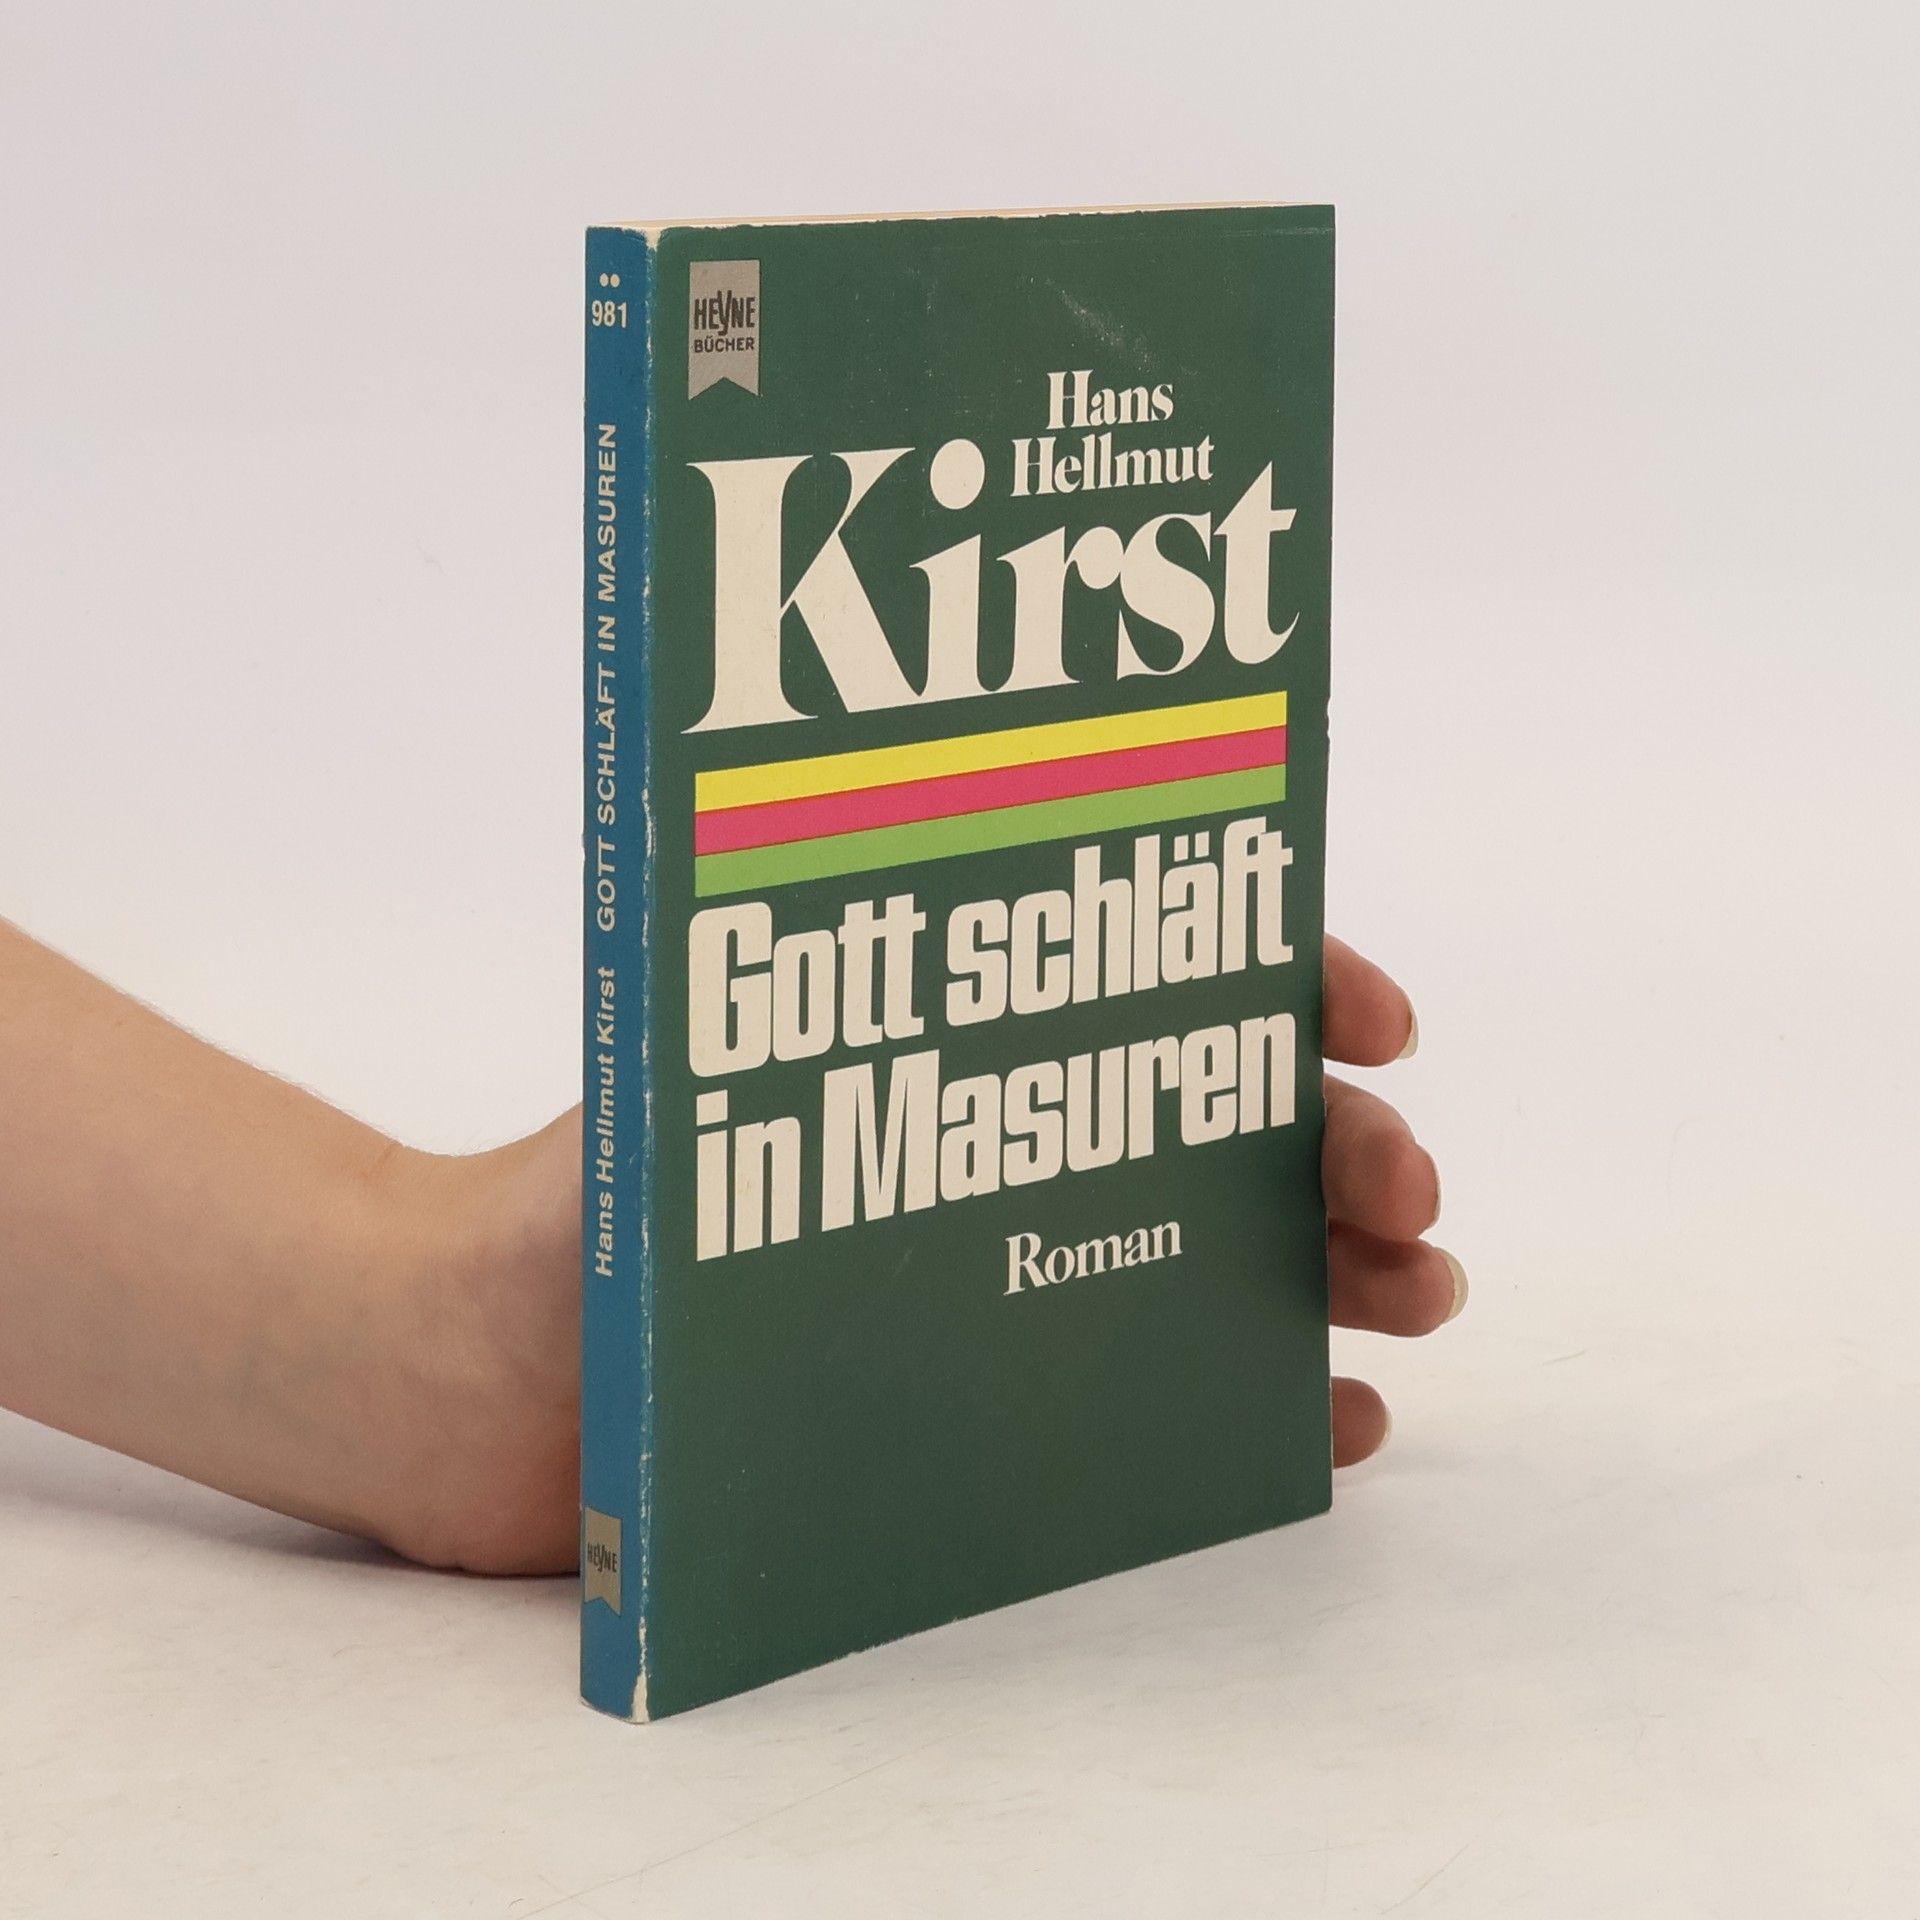 HEYNE
BÜCHER
Hans
Hellmut
Kirst
Gott schläft
in Masuren
Roman
981
Hans Hellmut Kirst GOTT SCHLÄFT IN MASUREN
HEYNE